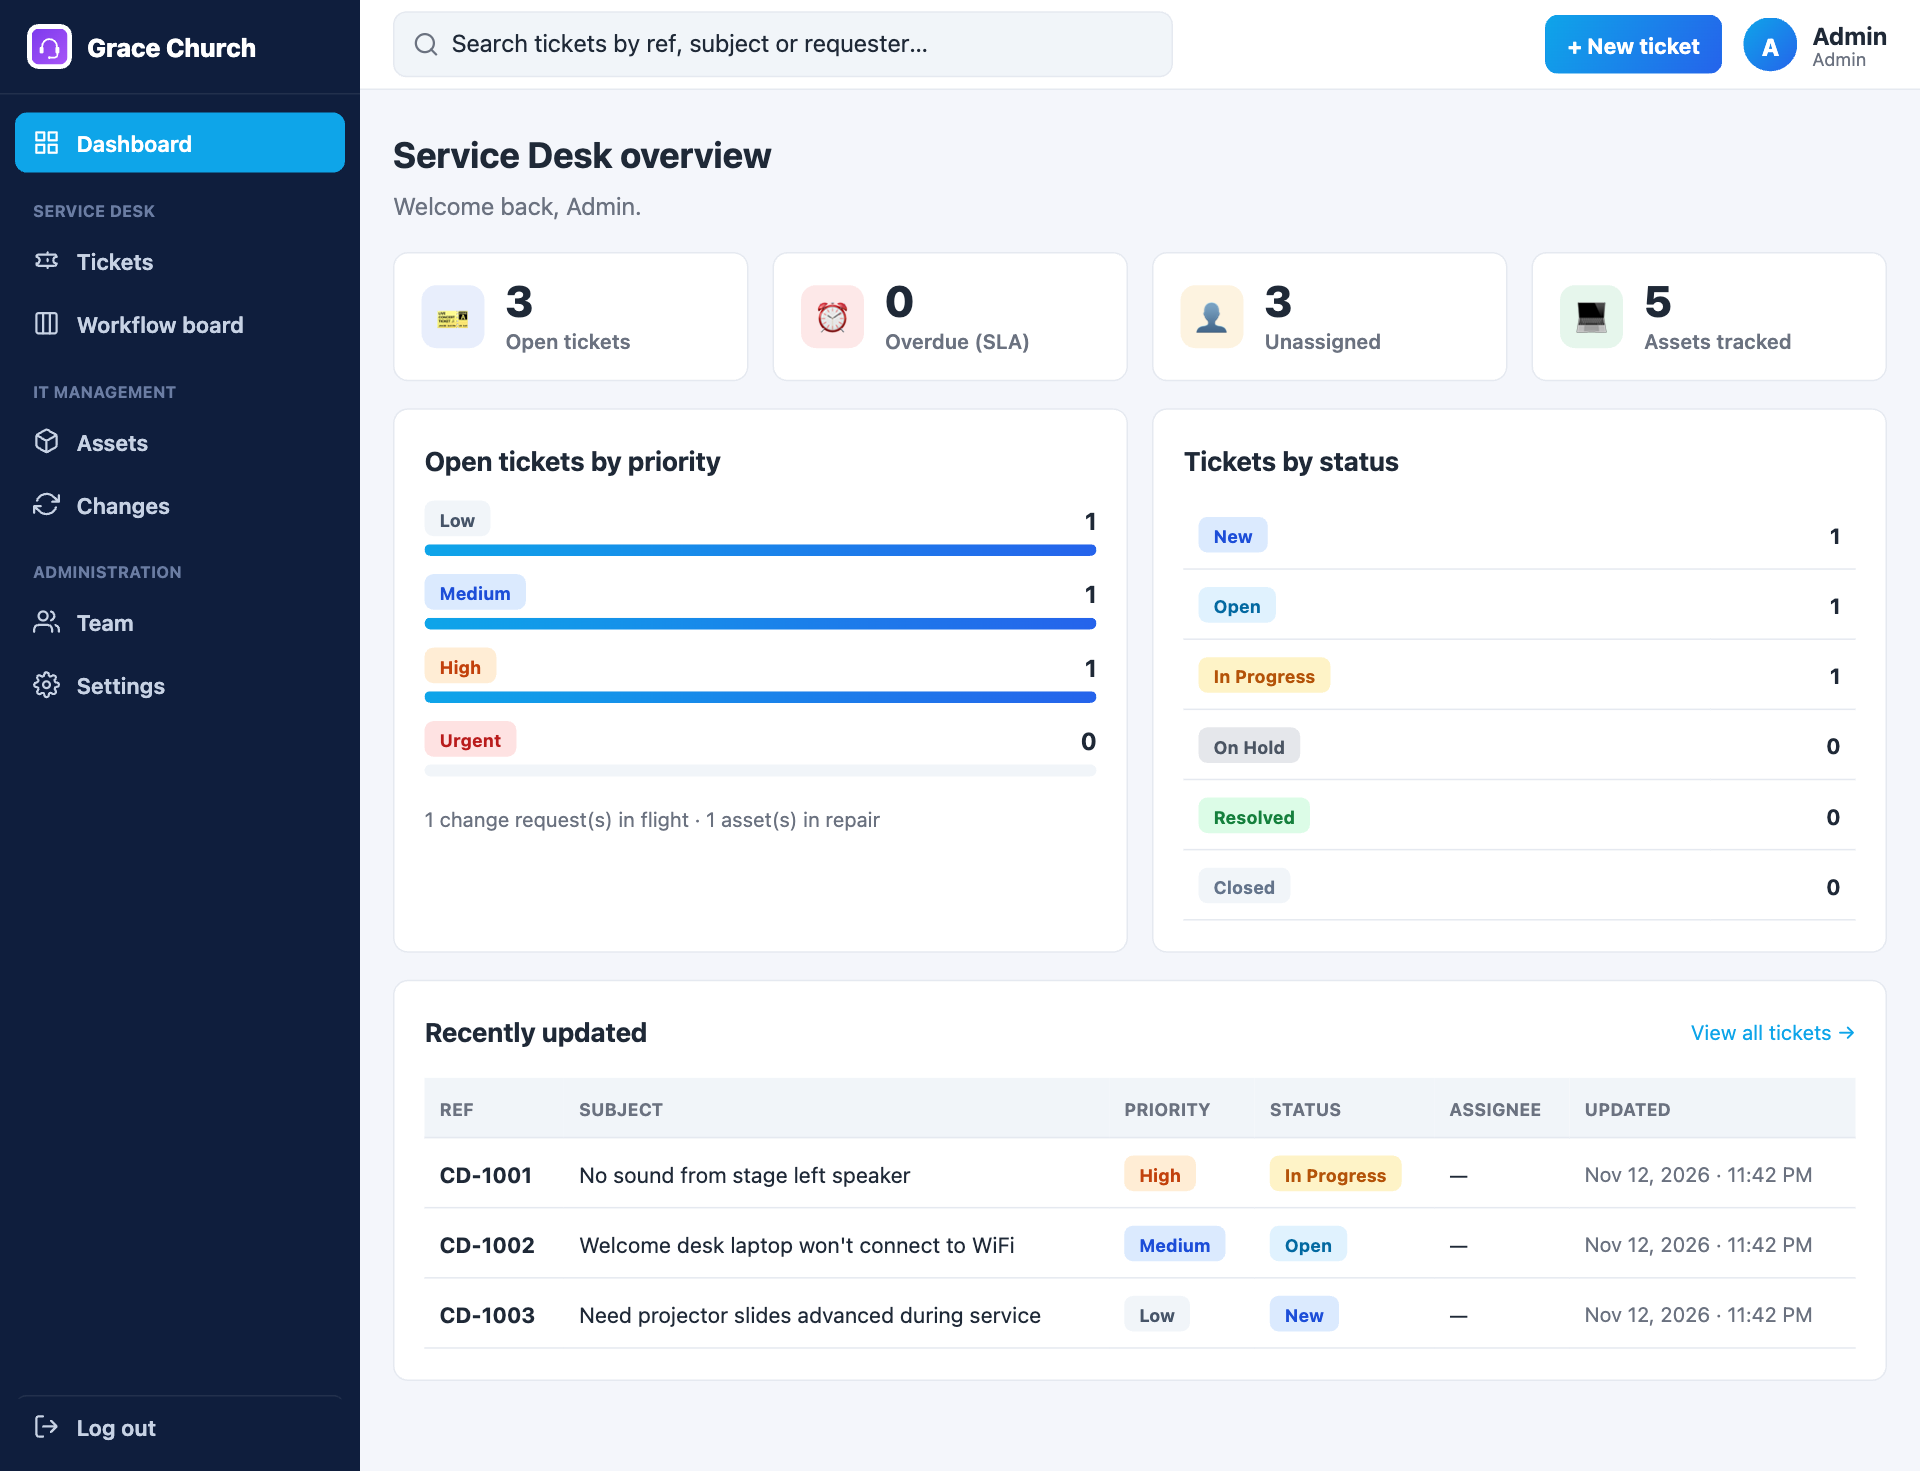 Grace Church
Search tickets by ref, subject or requester...
+ New ticket
A
Admin
Admin
Dashboard
SERVICE DESK
Tickets
Workflow board
IT MANAGEMENT
Assets
Changes
ADMINISTRATION
Team
Settings
Log out
Service Desk overview
Welcome back, Admin.
3
Open tickets
0
Overdue (SLA)
3
Unassigned
5
Assets tracked
Open tickets by priority
Low 1
Medium 1
High 1
Urgent 0
1 change request(s) in flight · 1 asset(s) in repair
Tickets by status
New 1
Open 1
In Progress 1
On Hold 0
Resolved 0
Closed 0
Recently updated
View all tickets →
REF SUBJECT PRIORITY STATUS ASSIGNEE UPDATED
CD-1001 No sound from stage left speaker High In Progress — Nov 12, 2026 · 11:42 PM
CD-1002 Welcome desk laptop won't connect to WiFi Medium Open — Nov 12, 2026 · 11:42 PM
CD-1003 Need projector slides advanced during service Low New — Nov 12, 2026 · 11:42 PM